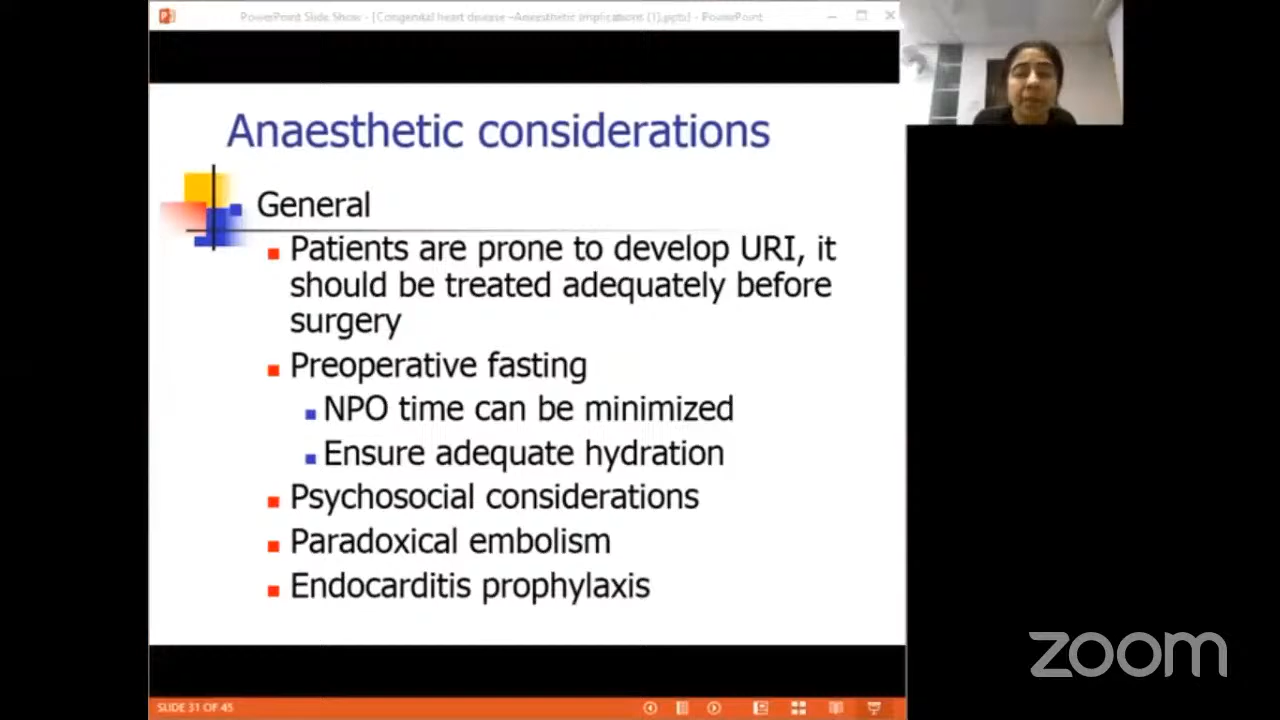 PowerPoint Slide Show - [Congenital heart disease -Anaesthetic implications (1).pptx] - PowerPoint
Anaesthetic considerations
General
Patients are prone to develop URI, it
should be treated adequately before
surgery
Preoperative fasting
NPO time can be minimized
Ensure adequate hydration
Psychosocial considerations
Paradoxical embolism
Endocarditis prophylaxis
SLIDE 31 OF 45
zoom